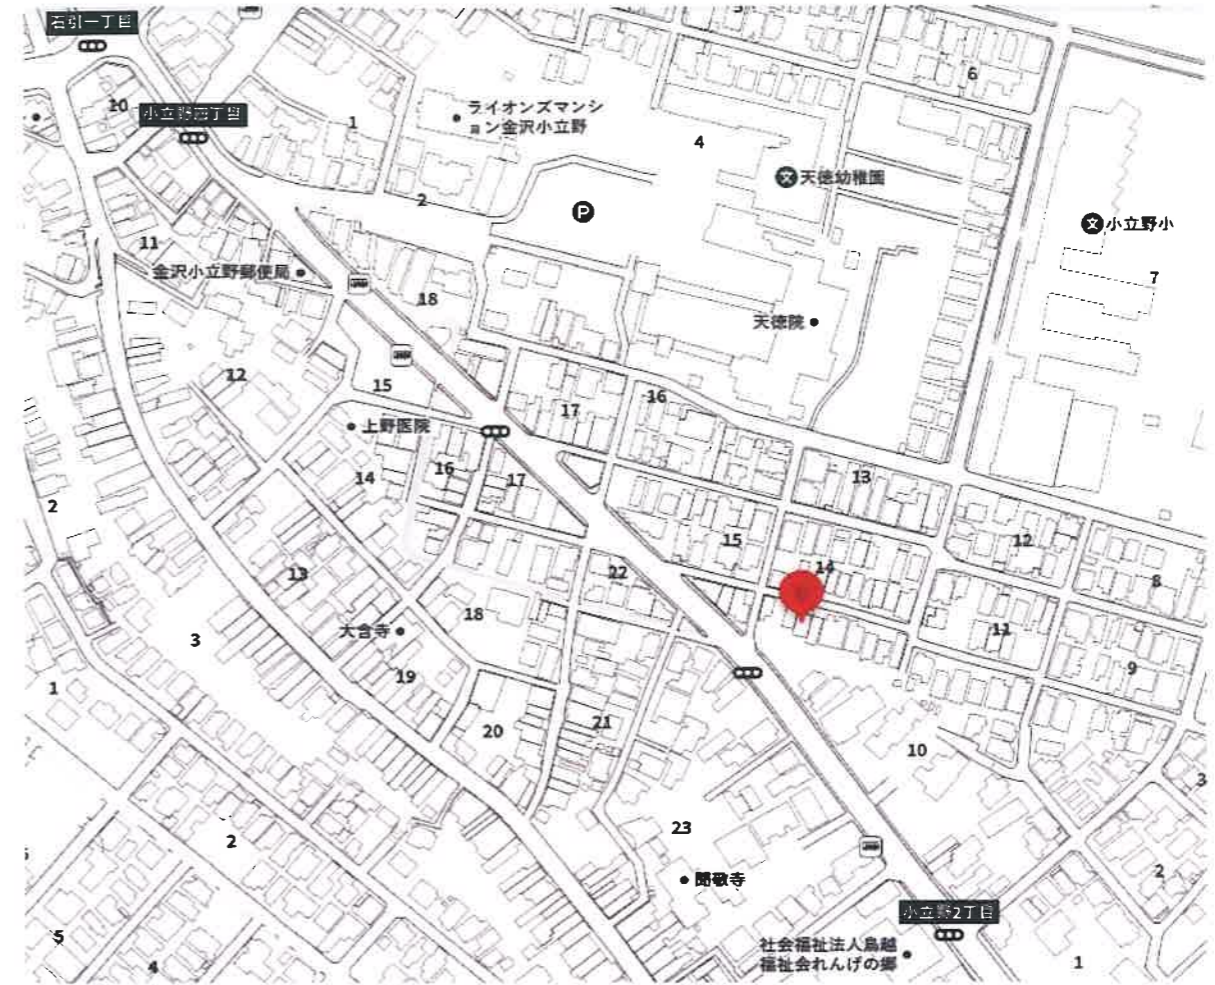 石引一丁目
5
6
10
小立野四丁目
1
ライオンズマンシ
ョン金沢小立野
4
天徳幼稚園
2
P
文
文
小立野小
11
金沢小立野郵便局
7
18
天徳院
12
15
17
16
上野医院
14
16
17
13
2
15
12
13
22
14
8
18
11
3
大含寺
19
9
1
20
21
10
3
23
2
2
聞敬寺
小立野2丁目
5
4
社会福祉法人鳥越
福祉会れんげの郷
1